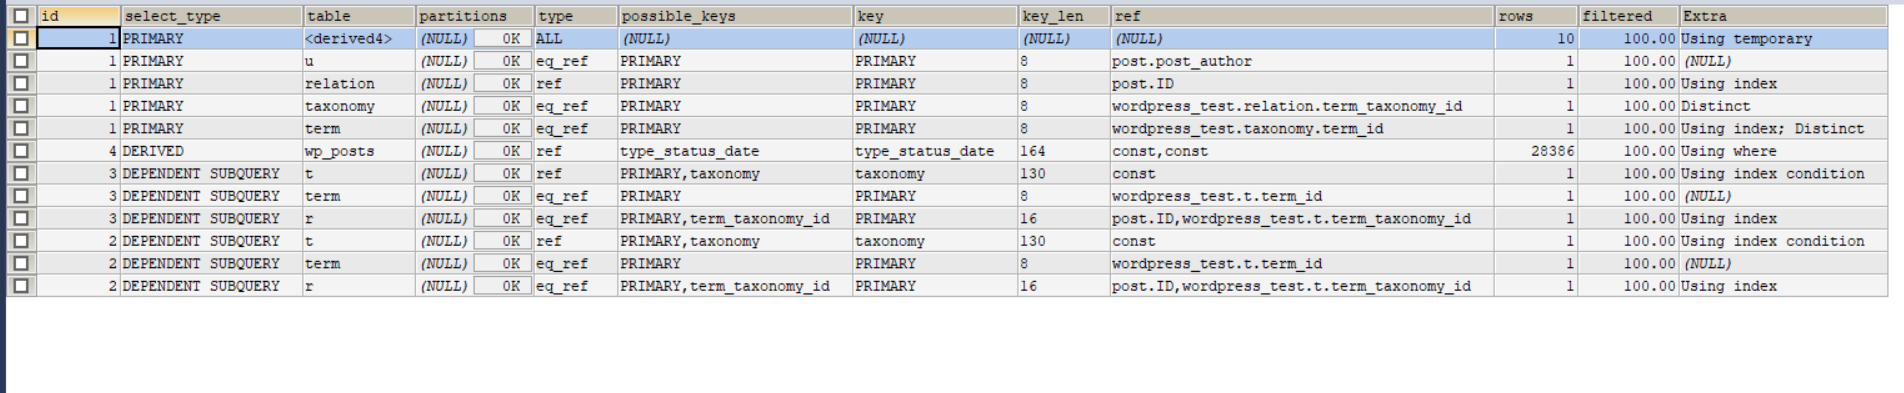 id select_type table partitions type possible_keys key key_len ref rows filtered Extra
1 PRIMARY <derived4> (NULL) 0K ALL (NULL) (NULL) (NULL) (NULL) 10 100.00 Using temporary
1 PRIMARY u (NULL) 0K eq_ref PRIMARY PRIMARY 8 post.post_author 1 100.00 (NULL)
1 PRIMARY relation (NULL) 0K ref PRIMARY PRIMARY 8 post.ID 1 100.00 Using index
1 PRIMARY taxonomy (NULL) 0K eq_ref PRIMARY PRIMARY 8 wordpress_test.relation.term_taxonomy_id 1 100.00 Distinct
1 PRIMARY term (NULL) 0K eq_ref PRIMARY PRIMARY 8 wordpress_test.taxonomy.term_id 1 100.00 Using index; Distinct
4 DERIVED wp_posts (NULL) 0K ref type_status_date type_status_date 164 const,const 28386 100.00 Using where
3 DEPENDENT SUBQUERY t (NULL) 0K ref PRIMARY,taxonomy taxonomy 130 const 1 100.00 Using index condition
3 DEPENDENT SUBQUERY term (NULL) 0K eq_ref PRIMARY PRIMARY 8 wordpress_test.t.term_id 1 100.00 (NULL)
3 DEPENDENT SUBQUERY r (NULL) 0K eq_ref PRIMARY,term_taxonomy_id PRIMARY 16 post.ID,wordpress_test.t.term_taxonomy_id 1 100.00 Using index
2 DEPENDENT SUBQUERY t (NULL) 0K ref PRIMARY,taxonomy taxonomy 130 const 1 100.00 Using index condition
2 DEPENDENT SUBQUERY term (NULL) 0K eq_ref PRIMARY PRIMARY 8 wordpress_test.t.term_id 1 100.00 (NULL)
2 DEPENDENT SUBQUERY r (NULL) 0K eq_ref PRIMARY,term_taxonomy_id PRIMARY 16 post.ID,wordpress_test.t.term_taxonomy_id 1 100.00 Using index